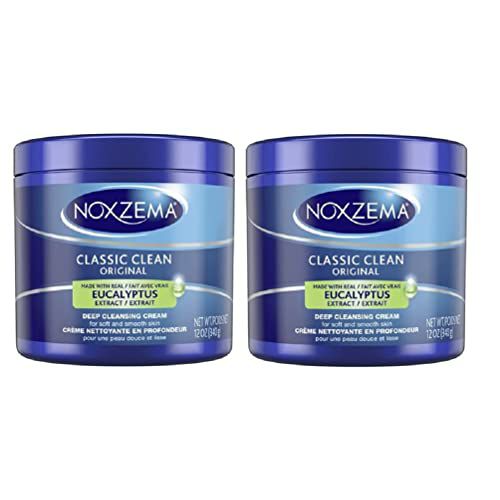 NOXZEMA®
CLASSIC CLEAN
ORIGINAL
MADE WITH REAL / FAIT AVEC VRAIS
EUCALYPTUS
EXTRACT / EXTRAIT
DEEP CLEANSING CREAM
for soft and smooth skin
CRÈME NETTOYANTE EN PROFONDEUR
pour une peau douce et lisse
NET WT./POIDS NET
12 OZ (340g)
NOXZEMA®
CLASSIC CLEAN
ORIGINAL
MADE WITH REAL / FAIT AVEC VRAIS
EUCALYPTUS
EXTRACT / EXTRAIT
DEEP CLEANSING CREAM
for soft and smooth skin
CRÈME NETTOYANTE EN PROFONDEUR
pour une peau douce et lisse
NET WT./POIDS NET
12 OZ (340g)